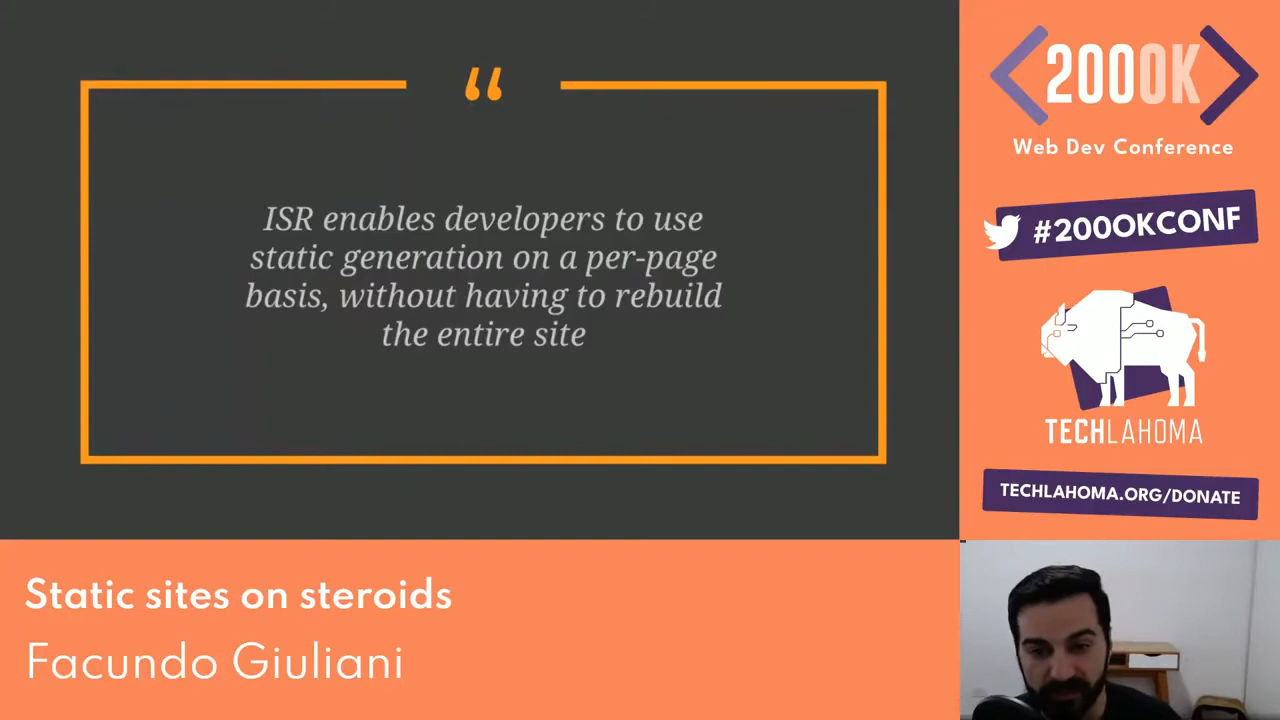 “
ISR enables developers to use
static generation on a per-page
basis, without having to rebuild
the entire site
200OK
Web Dev Conference
#200OKCONF
TECHLAHOMA
TECHLAHOMA.ORG/DONATE
Static sites on steroids
Facundo Giuliani